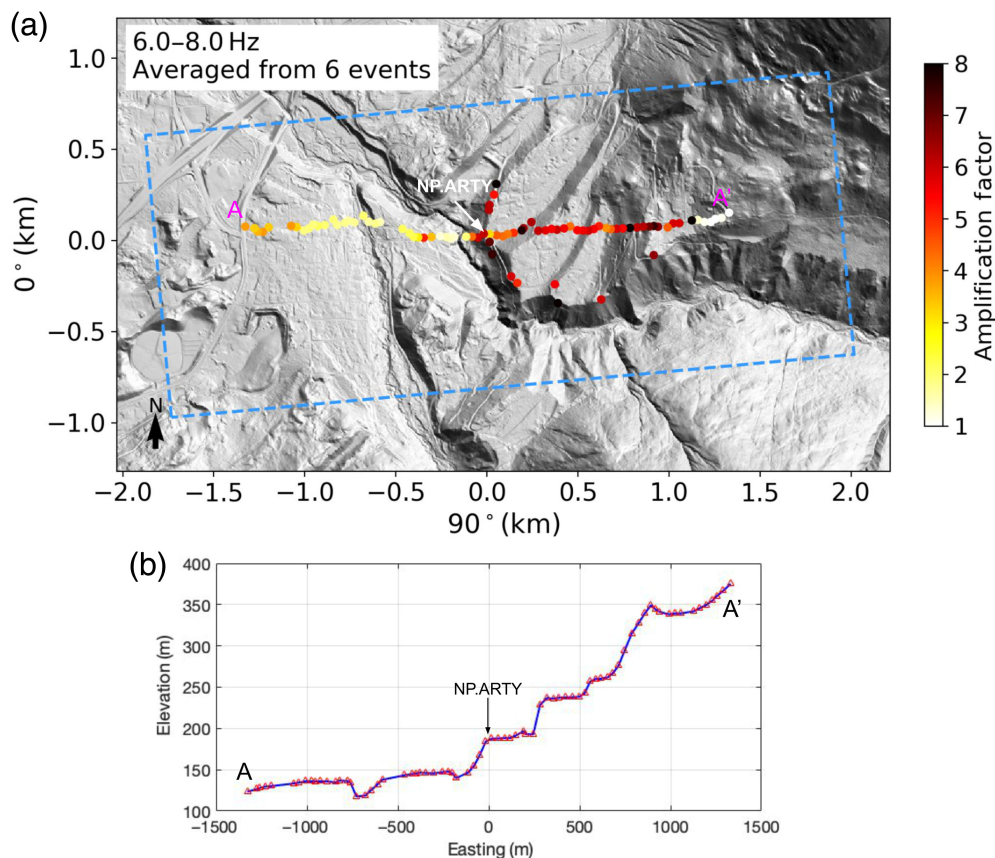 (a)
6.0–8.0 Hz
Averaged from 6 events
NP.ARTY
A
A'
N
1.0
0.5
0.0
−0.5
−1.0
0° (km)
−2.0 −1.5 −1.0 −0.5 0.0 0.5 1.0 1.5 2.0
90° (km)
8
7
6
5
4
3
2
1
Amplification factor
(b)
400
350
300
250
200
150
100
Elevation (m)
NP.ARTY
A
A’
−1500 −1000 −500 0 500 1000 1500
Easting (m)